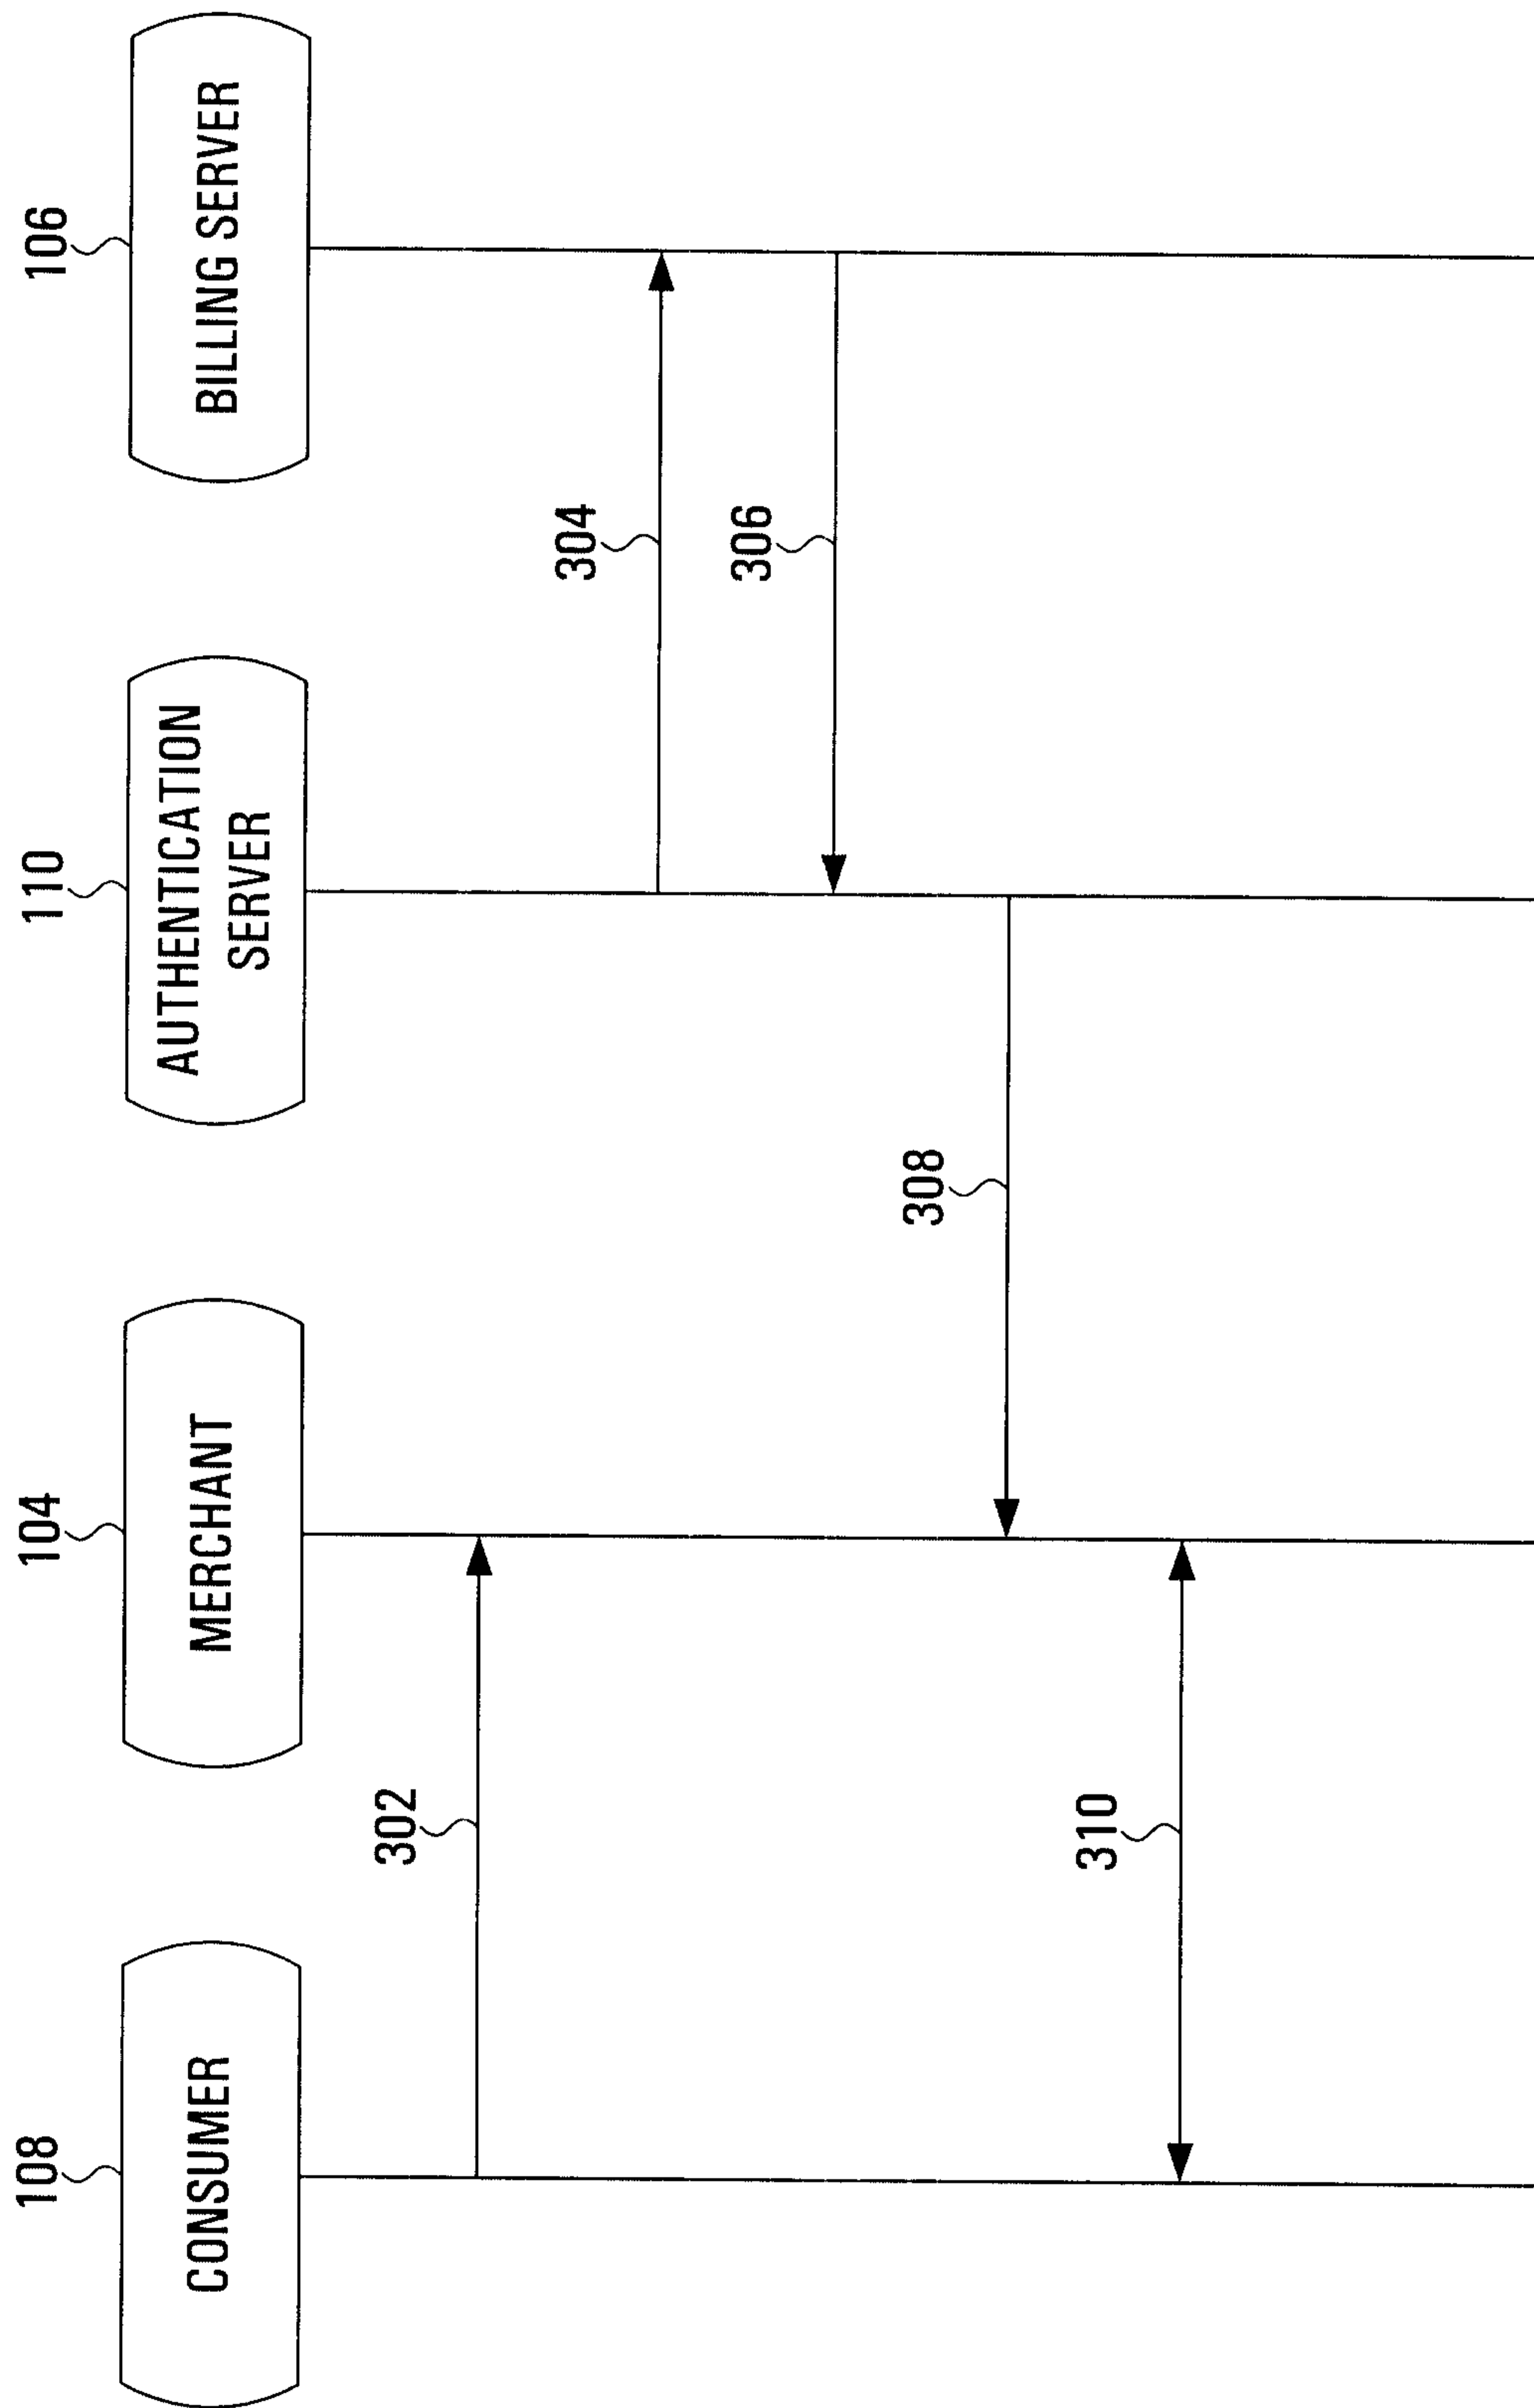 108
104
110
106
CONSUMER
MERCHANT
AUTHENTICATION
SERVER
BILLING SERVER
302
304
306
308
310